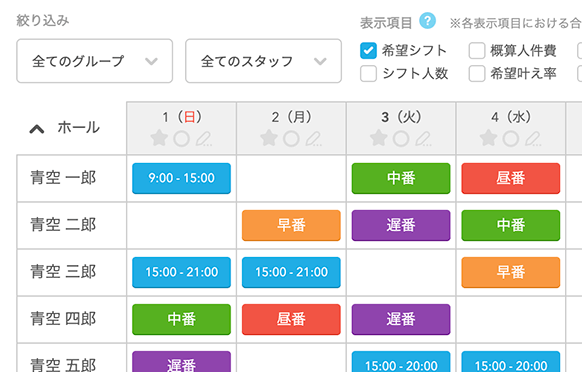 絞り込み
表示項目 ? ※各表示項目における合
全てのグループ 全てのスタッフ
希望シフト 概算人件費
シフト人数 希望叶え率
ホール 1（日） 2（月） 3（火） 4（水）
青空 一郎 9:00 - 15:00 中番 昼番
青空 二郎 早番 遅番 中番
青空 三郎 15:00 - 21:00 15:00 - 21:00 早番
青空 四郎 中番 昼番 遅番
青空 五郎 遅番 15:00 - 20:00 15:00 - 20:00